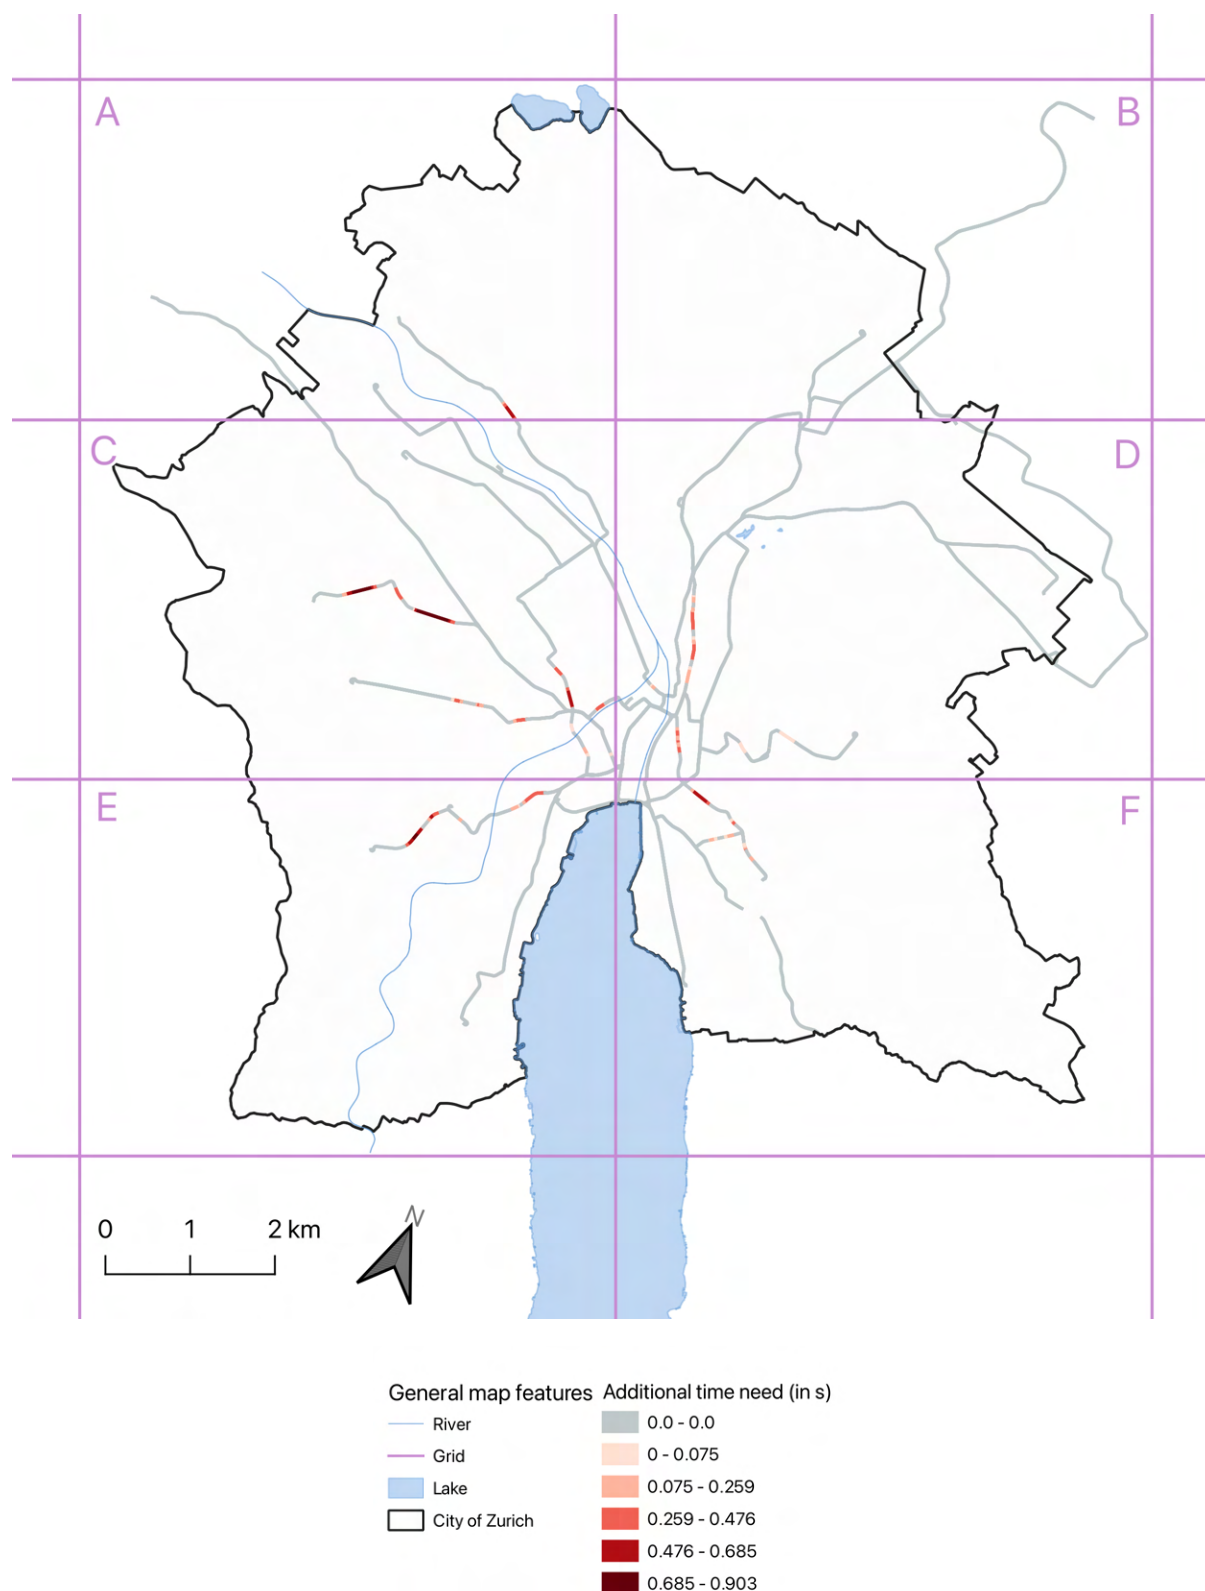 A
B
C
D
E
F
N
0 1 2 km
General map features
River
Grid
Lake
City of Zurich
Additional time need (in s)
0.0 - 0.0
0 - 0.075
0.075 - 0.259
0.259 - 0.476
0.476 - 0.685
0.685 - 0.903